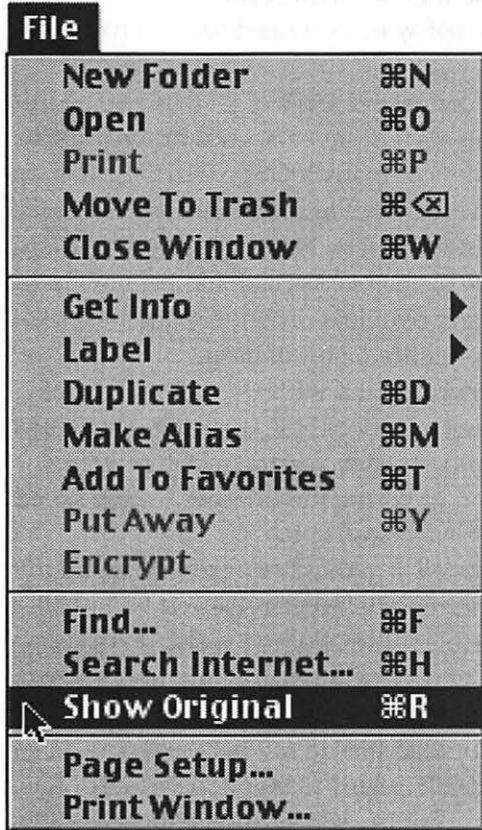 File
New Folder ⌘N
Open ⌘O
Print ⌘P
Move To Trash ⌘⌫
Close Window ⌘W
Get Info ▶
Label ▶
Duplicate ⌘D
Make Alias ⌘M
Add To Favorites ⌘T
Put Away ⌘Y
Encrypt
Find... ⌘F
Search Internet... ⌘H
Show Original ⌘R
Page Setup...
Print Window...